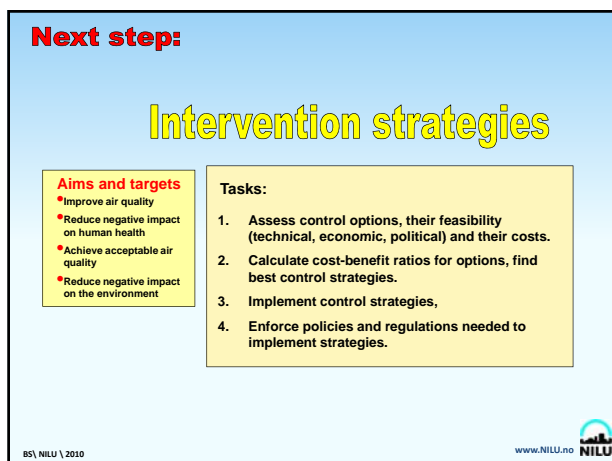 Next step:
Intervention strategies
Aims and targets
•Improve air quality
•Reduce negative impact
on human health
•Achieve acceptable air
quality
•Reduce negative impact
on the environment
Tasks:
1. Assess control options, their feasibility
(technical, economic, political) and their costs.
2. Calculate cost-benefit ratios for options, find
best control strategies.
3. Implement control strategies,
4. Enforce policies and regulations needed to
implement strategies.
BS\ NILU \ 2010
www.NILU.no NILU